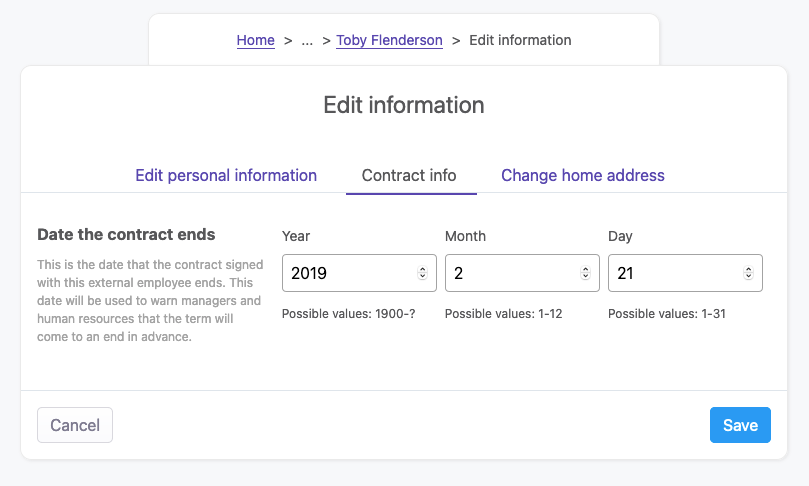 Home > ... > Toby Flenderson > Edit information
Edit information
Edit personal information Contract info Change home address
Date the contract ends
This is the date that the contract signed
with this external employee ends. This
date will be used to warn managers and
human resources that the term will
come to an end in advance.
Year Month Day
2019 2 21
Possible values: 1900-? Possible values: 1-12 Possible values: 1-31
Cancel Save